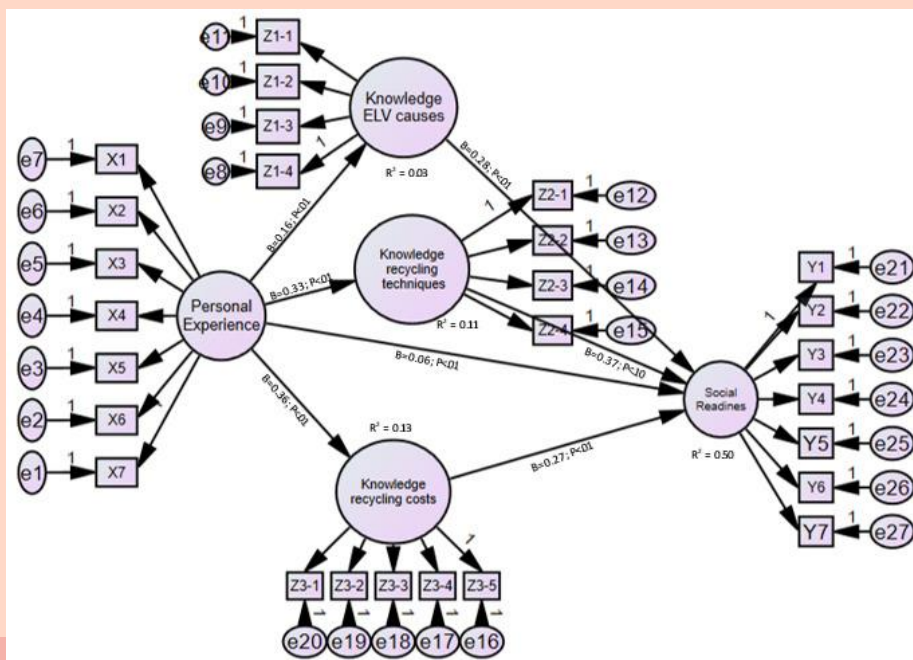 e11 1 Z1-1
e10 1 Z1-2
e9 1 Z1-3
e8 1 Z1-4
1
Knowledge
ELV causes
R² = 0.03
e7 1 X1
e6 1 X2
e5 1 X3
e4 1 X4
e3 1 X5
e2 1 X6
e1 1 X7
1
Personal
Experience
B=0.16; P<01
B=0.33; P<01
B=0.06; P<01
B=0.36; P<01
Knowledge
recycling
techniques
R² = 0.11
1
Z2-1 1 e12
Z2-2 1 e13
Z2-3 1 e14
Z2-4 1 e15
B=0.28; P<01
B=0.37; P<10
B=0.27; P<01
R² = 0.13
Knowledge
recycling costs
1
Z3-1 Z3-2 Z3-3 Z3-4 Z3-5
1 1 1 1 1
e20 e19 e18 e17 e16
Social
Readines
R² = 0.50
1
Y1 1 e21
Y2 1 e22
Y3 1 e23
Y4 1 e24
Y5 1 e25
Y6 1 e26
Y7 1 e27